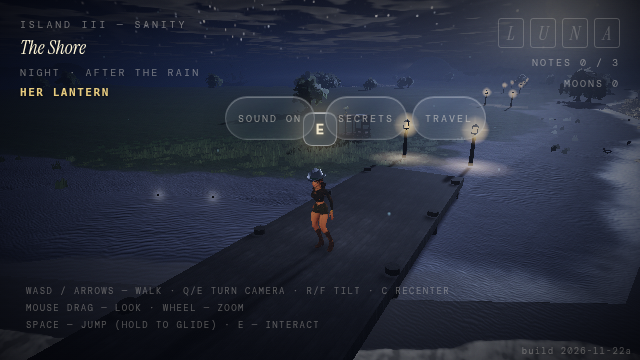 ISLAND III — SANITY
The Shore
NIGHT · AFTER THE RAIN
HER LANTERN
L U N A
NOTES 0 / 3
MOONS 0
SOUND ON
SECRETS
TRAVEL
E
WASD / ARROWS — WALK · Q/E TURN CAMERA · R/F TILT · C RECENTER
MOUSE DRAG — LOOK · WHEEL — ZOOM
SPACE — JUMP (HOLD TO GLIDE) · E — INTERACT
build 2026-11-22a